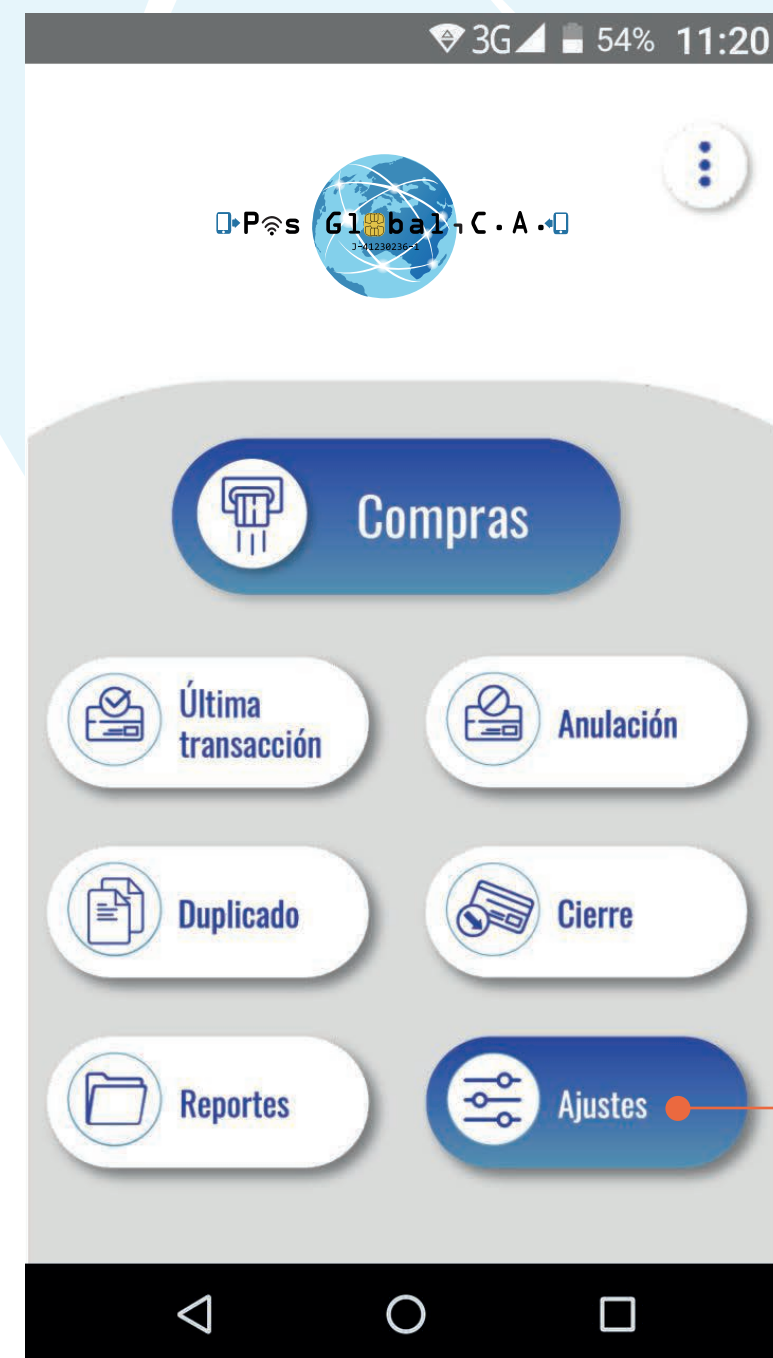 3G 54% 11:20
Pos Global, C.A.
J-41230236-1
Compras
Última
transacción
Anulación
Duplicado
Cierre
Reportes
Ajustes